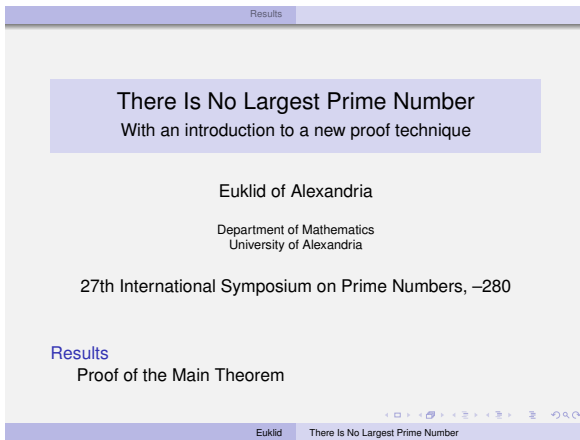 Results
There Is No Largest Prime Number
With an introduction to a new proof technique
Euklid of Alexandria
Department of Mathematics
University of Alexandria
27th International Symposium on Prime Numbers, –280
Results
Proof of the Main Theorem
Euklid There Is No Largest Prime Number